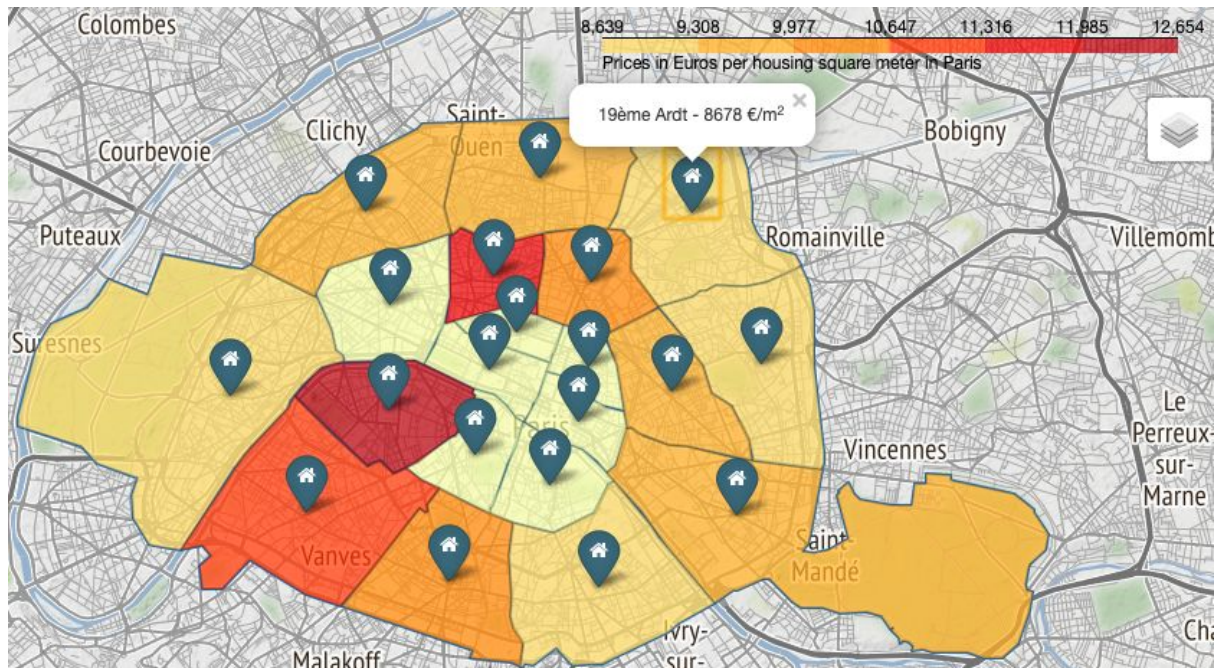 Colombes
8,639 9,308 9,977 10,647 11,316 11,985 12,654
Prices in Euros per housing square meter in Paris
19ème Ardt - 8678 €/m²
×
Saint-
Ouen
Clichy
Bobigny
Courbevoie
Puteaux
Romainville
Villemomb
Suresnes
Paris
Le
Perreux-
sur-
Marne
Vincennes
Vanves
Saint-
Mandé
Malakoff
Ivry-
sur-
Cha